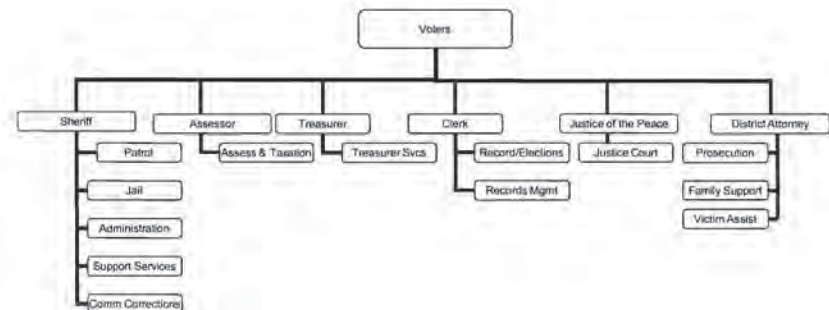 Voters
Sheriff
Assessor
Treasurer
Clerk
Justice of the Peace
District Attorney
Patrol
Assess & Taxation
Treasurer Svcs
Record/Elections
Justice Court
Prosecution
Jail
Records Mgmt
Family Support
Administration
Victim Assist
Support Services
Comm Corrections